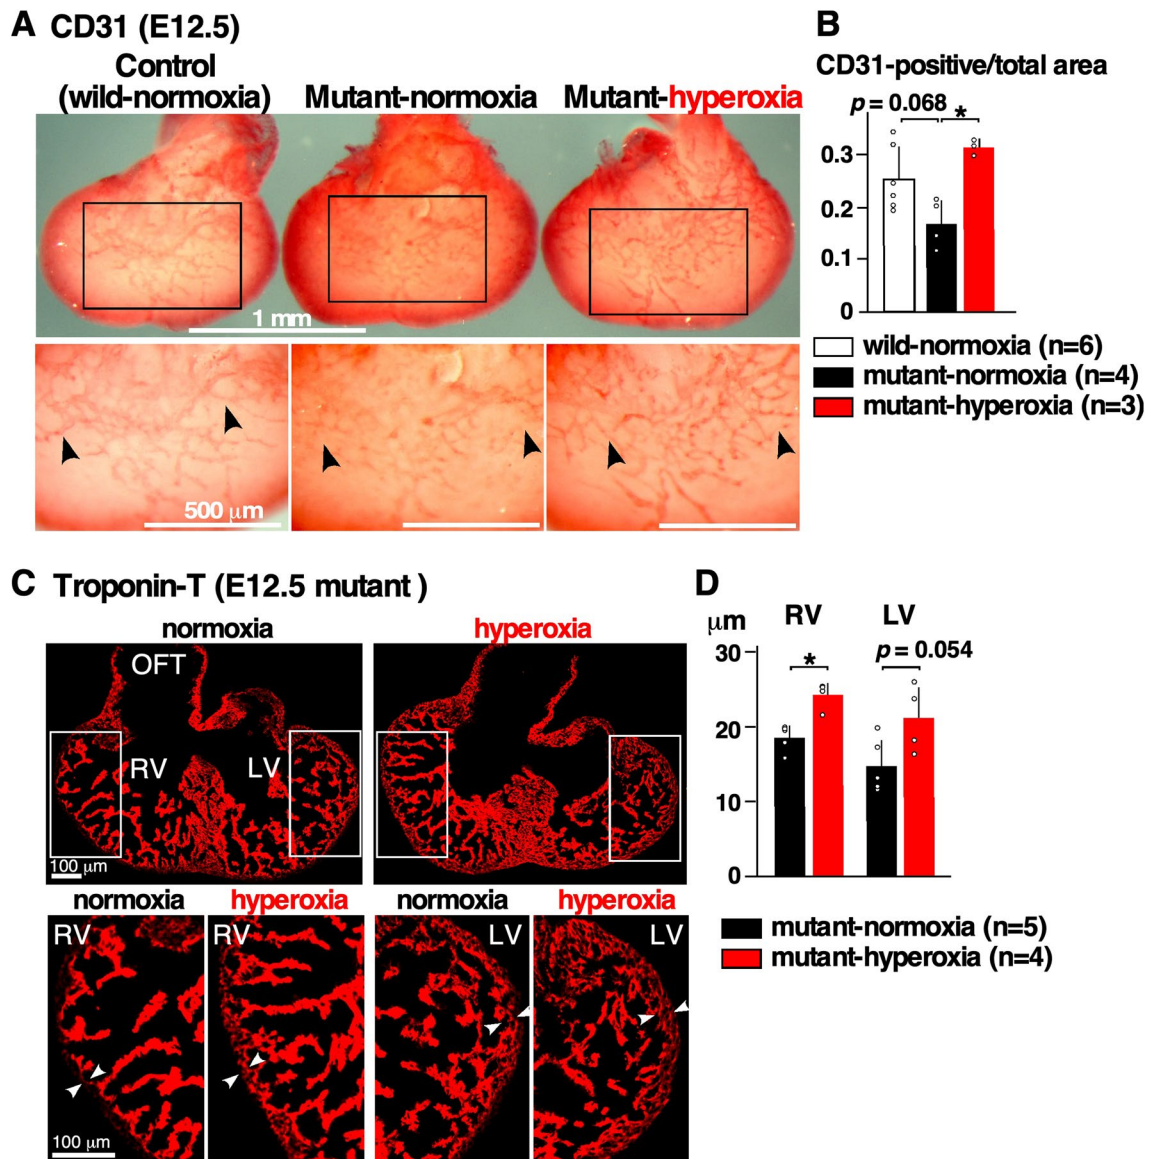 A CD31 (E12.5)
Control
(wild-normoxia)
Mutant-normoxia
Mutant-hyperoxia
1 mm
500 μm
B
CD31-positive/total area
p = 0.068
*
0.3
0.2
0.1
0
wild-normoxia (n=6)
mutant-normoxia (n=4)
mutant-hyperoxia (n=3)
C Troponin-T (E12.5 mutant )
normoxia
hyperoxia
OFT
RV
LV
100 μm
normoxia
hyperoxia
normoxia
hyperoxia
RV
RV
LV
LV
100 μm
D
μm
RV
LV
p = 0.054
*
30
20
10
0
mutant-normoxia (n=5)
mutant-hyperoxia (n=4)